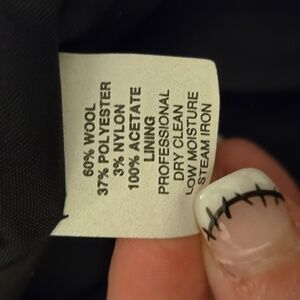 60% WOOL
37% POLYESTER
3% NYLON
100% ACETATE
LINING
PROFESSIONAL
DRY CLEAN
LOW MOISTURE
STEAM IRON